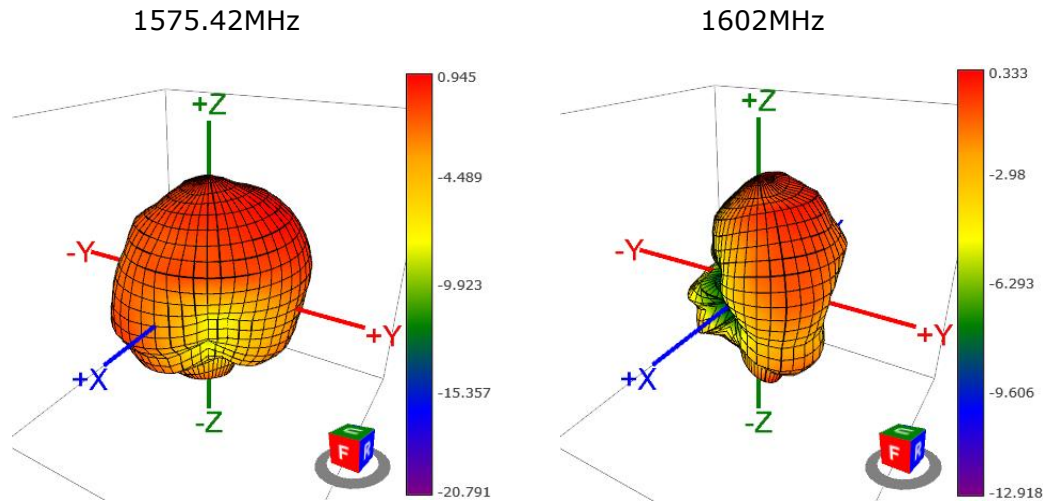 1575.42MHz
0.945
-4.489
-9.923
-15.357
-20.791
+Z
-Y
+Y
+X
-Z
F
R
1602MHz
0.333
-2.98
-6.293
-9.606
-12.918
+Z
-Y
+Y
+X
-Z
F
R